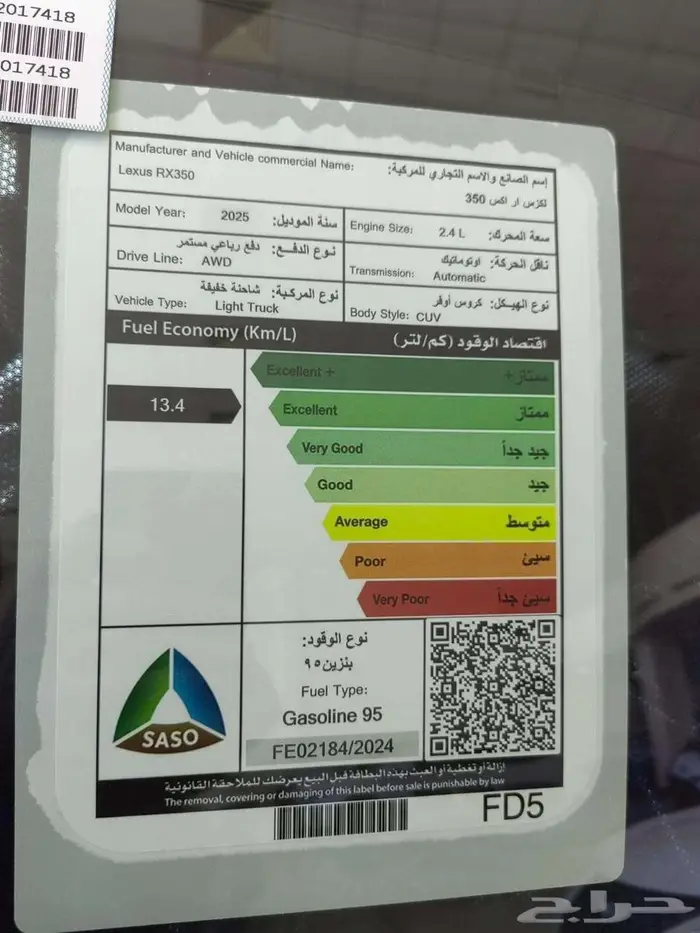 2017418
017418
Manufacturer and Vehicle commercial Name:
إسم الصانع والاسم التجاري للمركبة:
Lexus RX350
لكزس ار اكس 350
Model Year: 2025 سنة الموديل:
Engine Size: 2.4 L سعة المحرك:
نوع الدفع: دفع رباعي مستمر
Drive Line: AWD
ناقل الحركة: اوتوماتيك
Transmission: Automatic
نوع المركبة: شاحنة خفيفة
Vehicle Type: Light Truck
نوع الهيكل: كروس أوفر
Body Style: CUV
Fuel Economy (Km/L) اقتصاد الوقود (كم/لتر)
Excellent + ممتاز+
13.4
Excellent ممتاز
Very Good جيد جداً
Good جيد
Average متوسط
Poor سيئ
Very Poor سيئ جداً
SASO
نوع الوقود:
بنزين ٩٥
Fuel Type:
Gasoline 95
FE02184/2024
إزالة أو تغطية أو العبث بهذه البطاقة قبل البيع يعرضك للملاحقة القانونية
The removal, covering or damaging of this label before sale is punishable by law
FD5
حراج